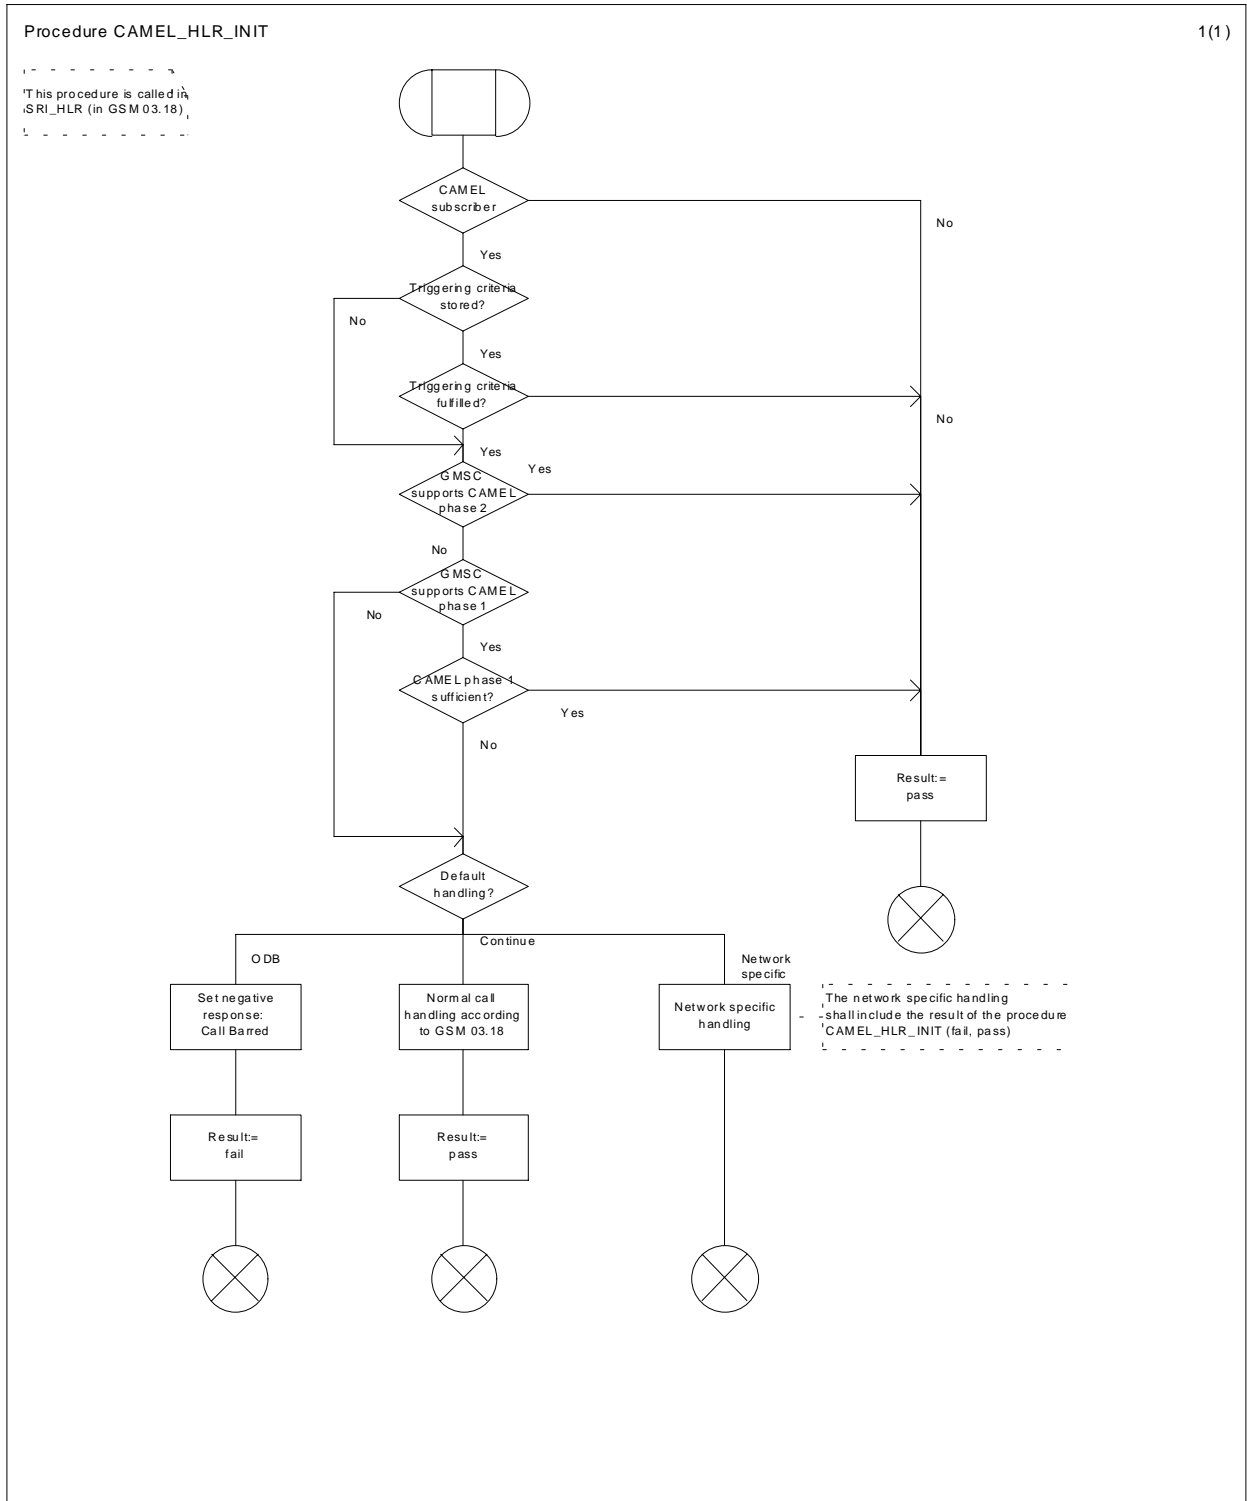 Procedure CAMEL_HLR_INIT
1(1)
This procedure is called in
SRI_HLR (in GSM 03.18)
CAMEL
subscriber
No
Yes
Triggering criteria
stored?
No
Yes
Triggering criteria
fulfilled?
No
Yes
GMSC
supports CAMEL
phase 2
Yes
No
GMSC
supports CAMEL
phase 1
No
Yes
CAMEL phase 1
sufficient?
Yes
No
Result:=
pass
Default
handling?
Continue
ODB
Network
specific
Set negative
response:
Call Barred
Normal call
handling according
to GSM 03.18
Network specific
handling
The network specific handling
shall include the result of the procedure
CAMEL_HLR_INIT (fail, pass)
Result:=
fail
Result:=
pass